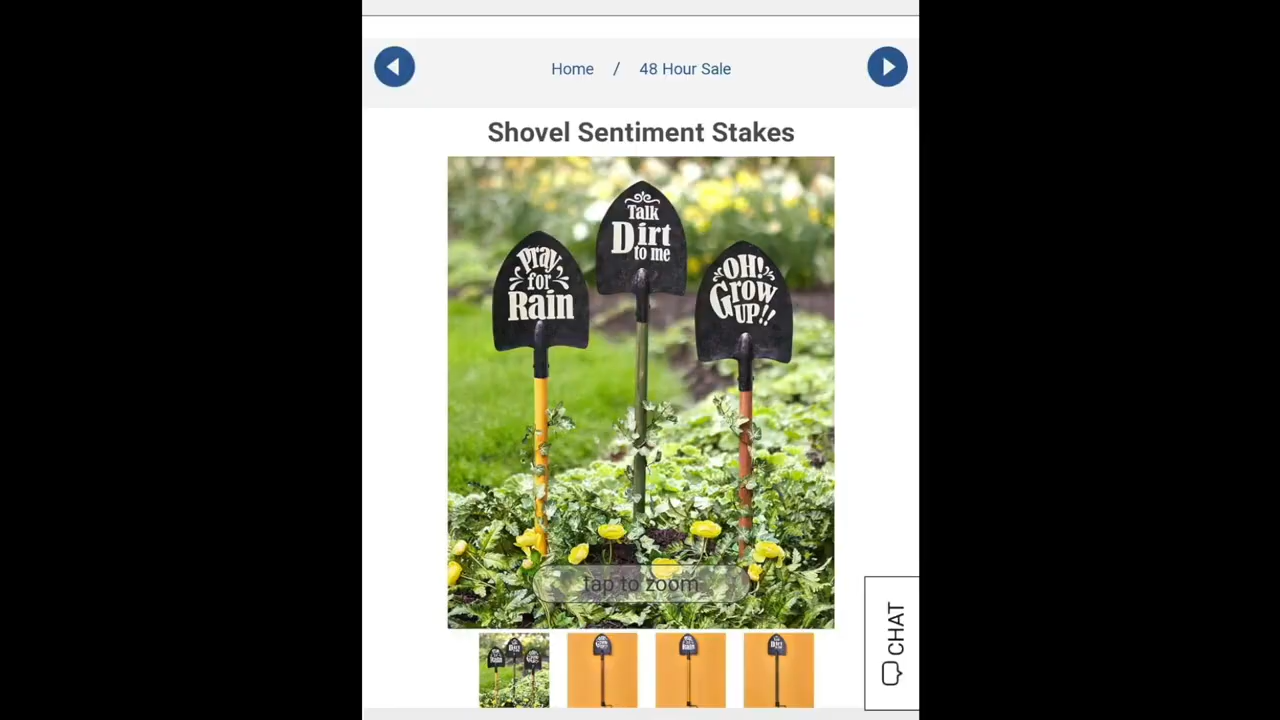 Home / 48 Hour Sale
Shovel Sentiment Stakes
Talk
Dirt
to me
Pray
for
Rain
OH!
Grow
UP!!
tap to zoom
CHAT